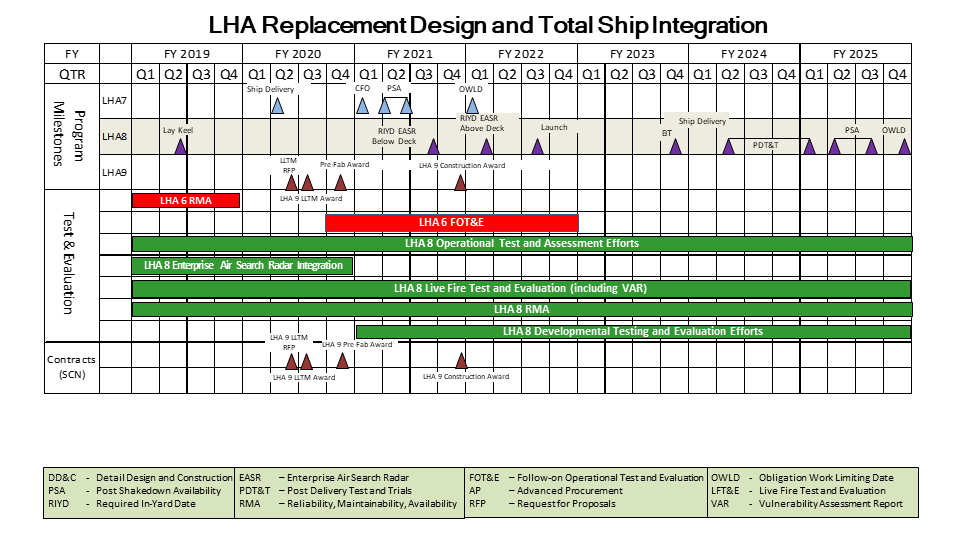 LHA Replacement Design and Total Ship Integration
FY FY 2019 FY 2020 FY 2021 FY 2022 FY 2023 FY 2024 FY 2025
QTR Q1 Q2 Q3 Q4 Q1 Q2 Q3 Q4 Q1 Q2 Q3 Q4 Q1 Q2 Q3 Q4 Q1 Q2 Q3 Q4 Q1 Q2 Q3 Q4 Q1 Q2 Q3 Q4
Program
Milestones
LHA7
Ship Delivery CFO PSA OWLD
LHA8
Lay Keel
RIYD EASR
Below Deck
RIYD EASR
Above Deck
Launch
BT
Ship Delivery
PDT&T
PSA
OWLD
LHA9
LLTM
RFP
LHA 9 LLTM Award
Pre-Fab Award
LHA 9 Construction Award
Test & Evaluation
LHA 6 RMA
LHA 6 FOT&E
LHA 8 Operational Test and Assessment Efforts
LHA 8 Enterprise Air Search Radar Integration
LHA 8 Live Fire Test and Evaluation (including VAR)
LHA 8 RMA
LHA 8 Developmental Testing and Evaluation Efforts
Contracts
(SCN)
LHA 9 LLTM
RFP
LHA 9 LLTM Award
LHA 9 Pre-Fab Award
LHA 9 Construction Award
DD&C - Detail Design and Construction
PSA - Post Shakedown Availability
RIYD - Required In-Yard Date
EASR – Enterprise Air Search Radar
PDT&T – Post Delivery Test and Trials
RMA – Reliability, Maintainability, Availability
FOT&E – Follow-on Operational Test and Evaluation
AP – Advanced Procurement
RFP – Request for Proposals
OWLD - Obligation Work Limiting Date
LFT&E - Live Fire Test and Evaluation
VAR - Vulnerability Assessment Report